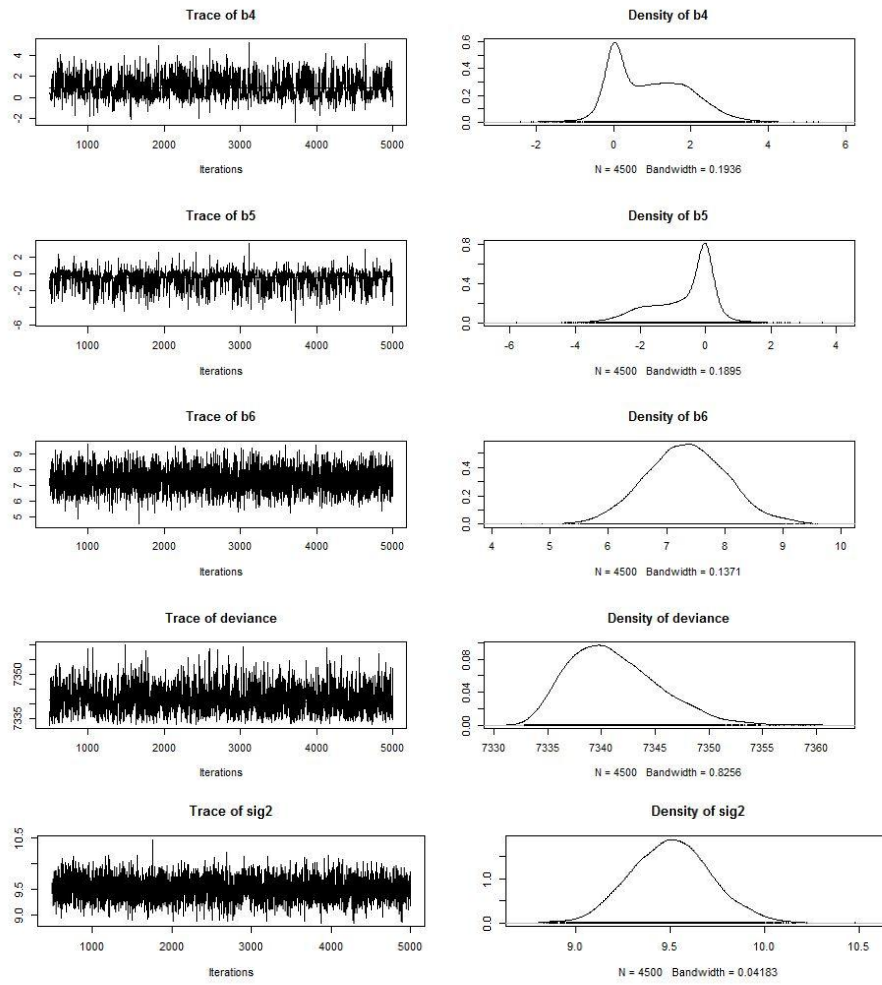 Trace of b4
4
2
0
-2
1000 2000 3000 4000 5000
Iterations
Density of b4
0.6
0.4
0.2
0.0
-2 0 2 4 6
N = 4500 Bandwidth = 0.1936
Trace of b5
2
0
-2
-6
1000 2000 3000 4000 5000
Iterations
Density of b5
0.8
0.4
0.0
-6 -4 -2 0 2 4
N = 4500 Bandwidth = 0.1895
Trace of b6
9
8
7
6
5
1000 2000 3000 4000 5000
Iterations
Density of b6
0.4
0.2
0.0
4 5 6 7 8 9 10
N = 4500 Bandwidth = 0.1371
Trace of deviance
7350
7335
1000 2000 3000 4000 5000
Iterations
Density of deviance
0.08
0.04
0.00
7330 7335 7340 7345 7350 7355 7360
N = 4500 Bandwidth = 0.8256
Trace of sig2
10.5
9.5
9.0
1000 2000 3000 4000 5000
Iterations
Density of sig2
1.0
0.0
9.0 9.5 10.0 10.5
N = 4500 Bandwidth = 0.04183